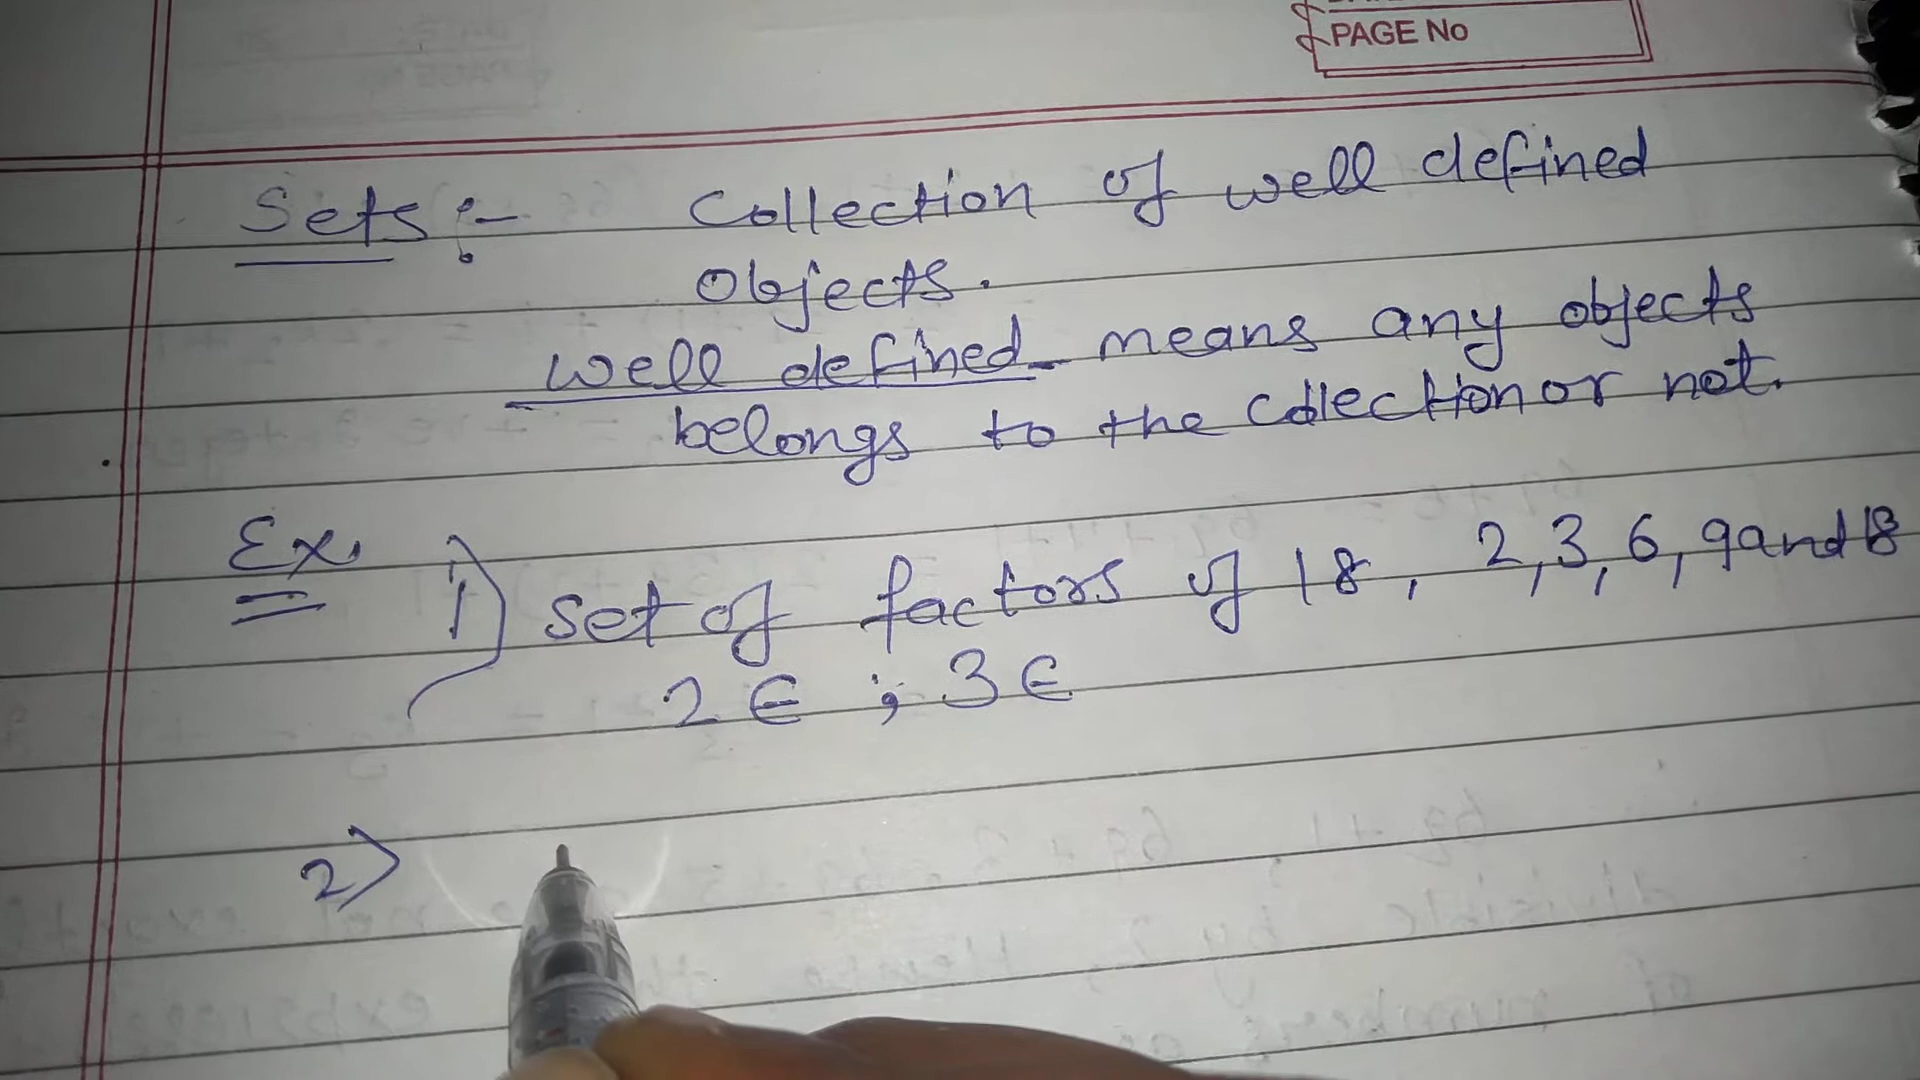 PAGE No
Sets :- Collection of well defined
Objects.
well defined means any objects
belongs to the collection or not.
Ex. 1) set of factors of 18, 2,3,6,9 and 18
2 ∈ ; 3 ∈
2)